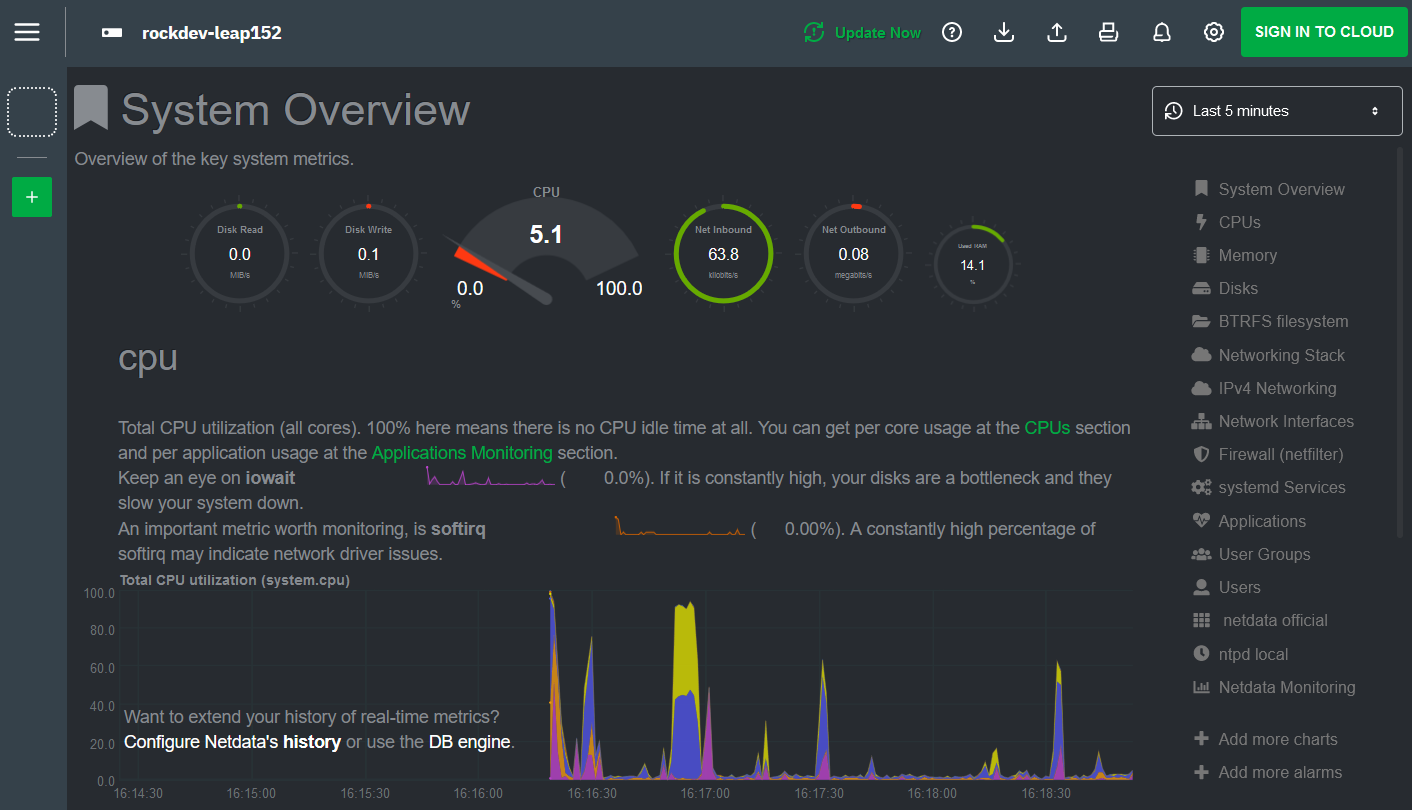 rockdev-leap152
Update Now
SIGN IN TO CLOUD
System Overview
Last 5 minutes
Overview of the key system metrics.
+
Disk Read
0.0
MiB/s
Disk Write
0.1
MiB/s
CPU
5.1
0.0
100.0
%
Net Inbound
63.8
kilobits/s
Net Outbound
0.08
megabits/s
Used RAM
14.1
%
cpu
Total CPU utilization (all cores). 100% here means there is no CPU idle time at all. You can get per core usage at the CPUs section
and per application usage at the Applications Monitoring section.
Keep an eye on iowait ( 0.0%). If it is constantly high, your disks are a bottleneck and they
slow your system down.
An important metric worth monitoring, is softirq ( 0.00%). A constantly high percentage of
softirq may indicate network driver issues.
Total CPU utilization (system.cpu)
100.0
80.0
60.0
40.0
20.0
0.0
Want to extend your history of real-time metrics?
Configure Netdata's history or use the DB engine.
16:14:30 16:15:00 16:15:30 16:16:00 16:16:30 16:17:00 16:17:30 16:18:00 16:18:30
System Overview
CPUs
Memory
Disks
BTRFS filesystem
Networking Stack
IPv4 Networking
Network Interfaces
Firewall (netfilter)
systemd Services
Applications
User Groups
Users
netdata official
ntpd local
Netdata Monitoring
Add more charts
Add more alarms